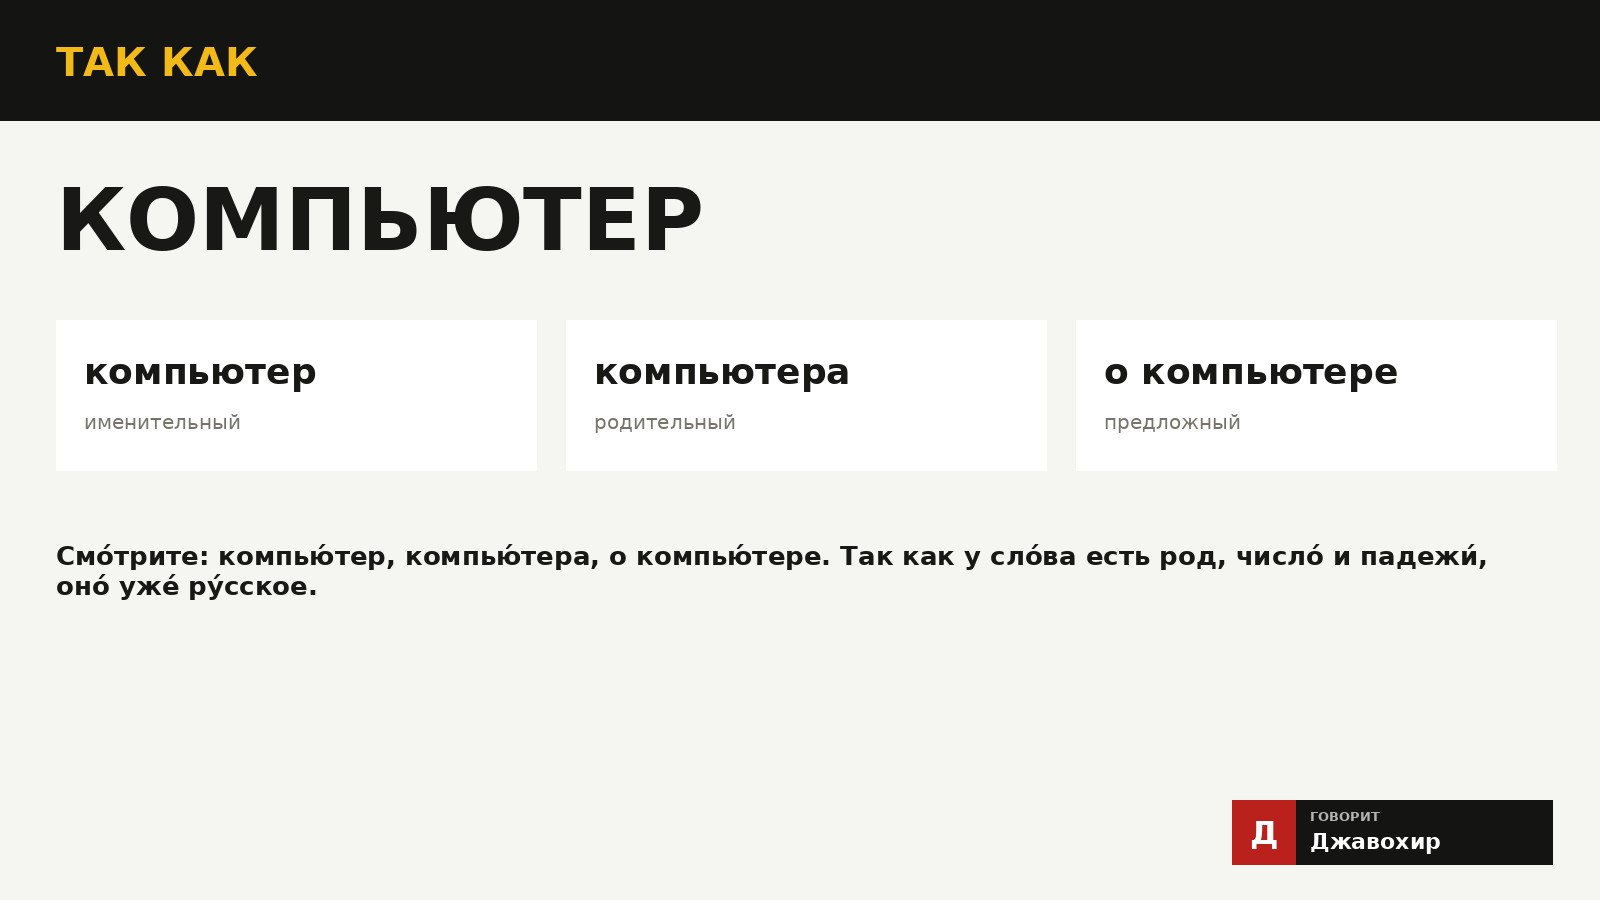 ТАК КАК
КОМПЬЮТЕР
компьютер
именительный
компьютера
родительный
о компьютере
предложный
Смо́трите: компью́тер, компью́тера, о компью́тере. Так как у сло́ва есть род, число́ и падежи́,
оно́ уже́ ру́сское.
Д
ГОВОРИТ
Джавохир